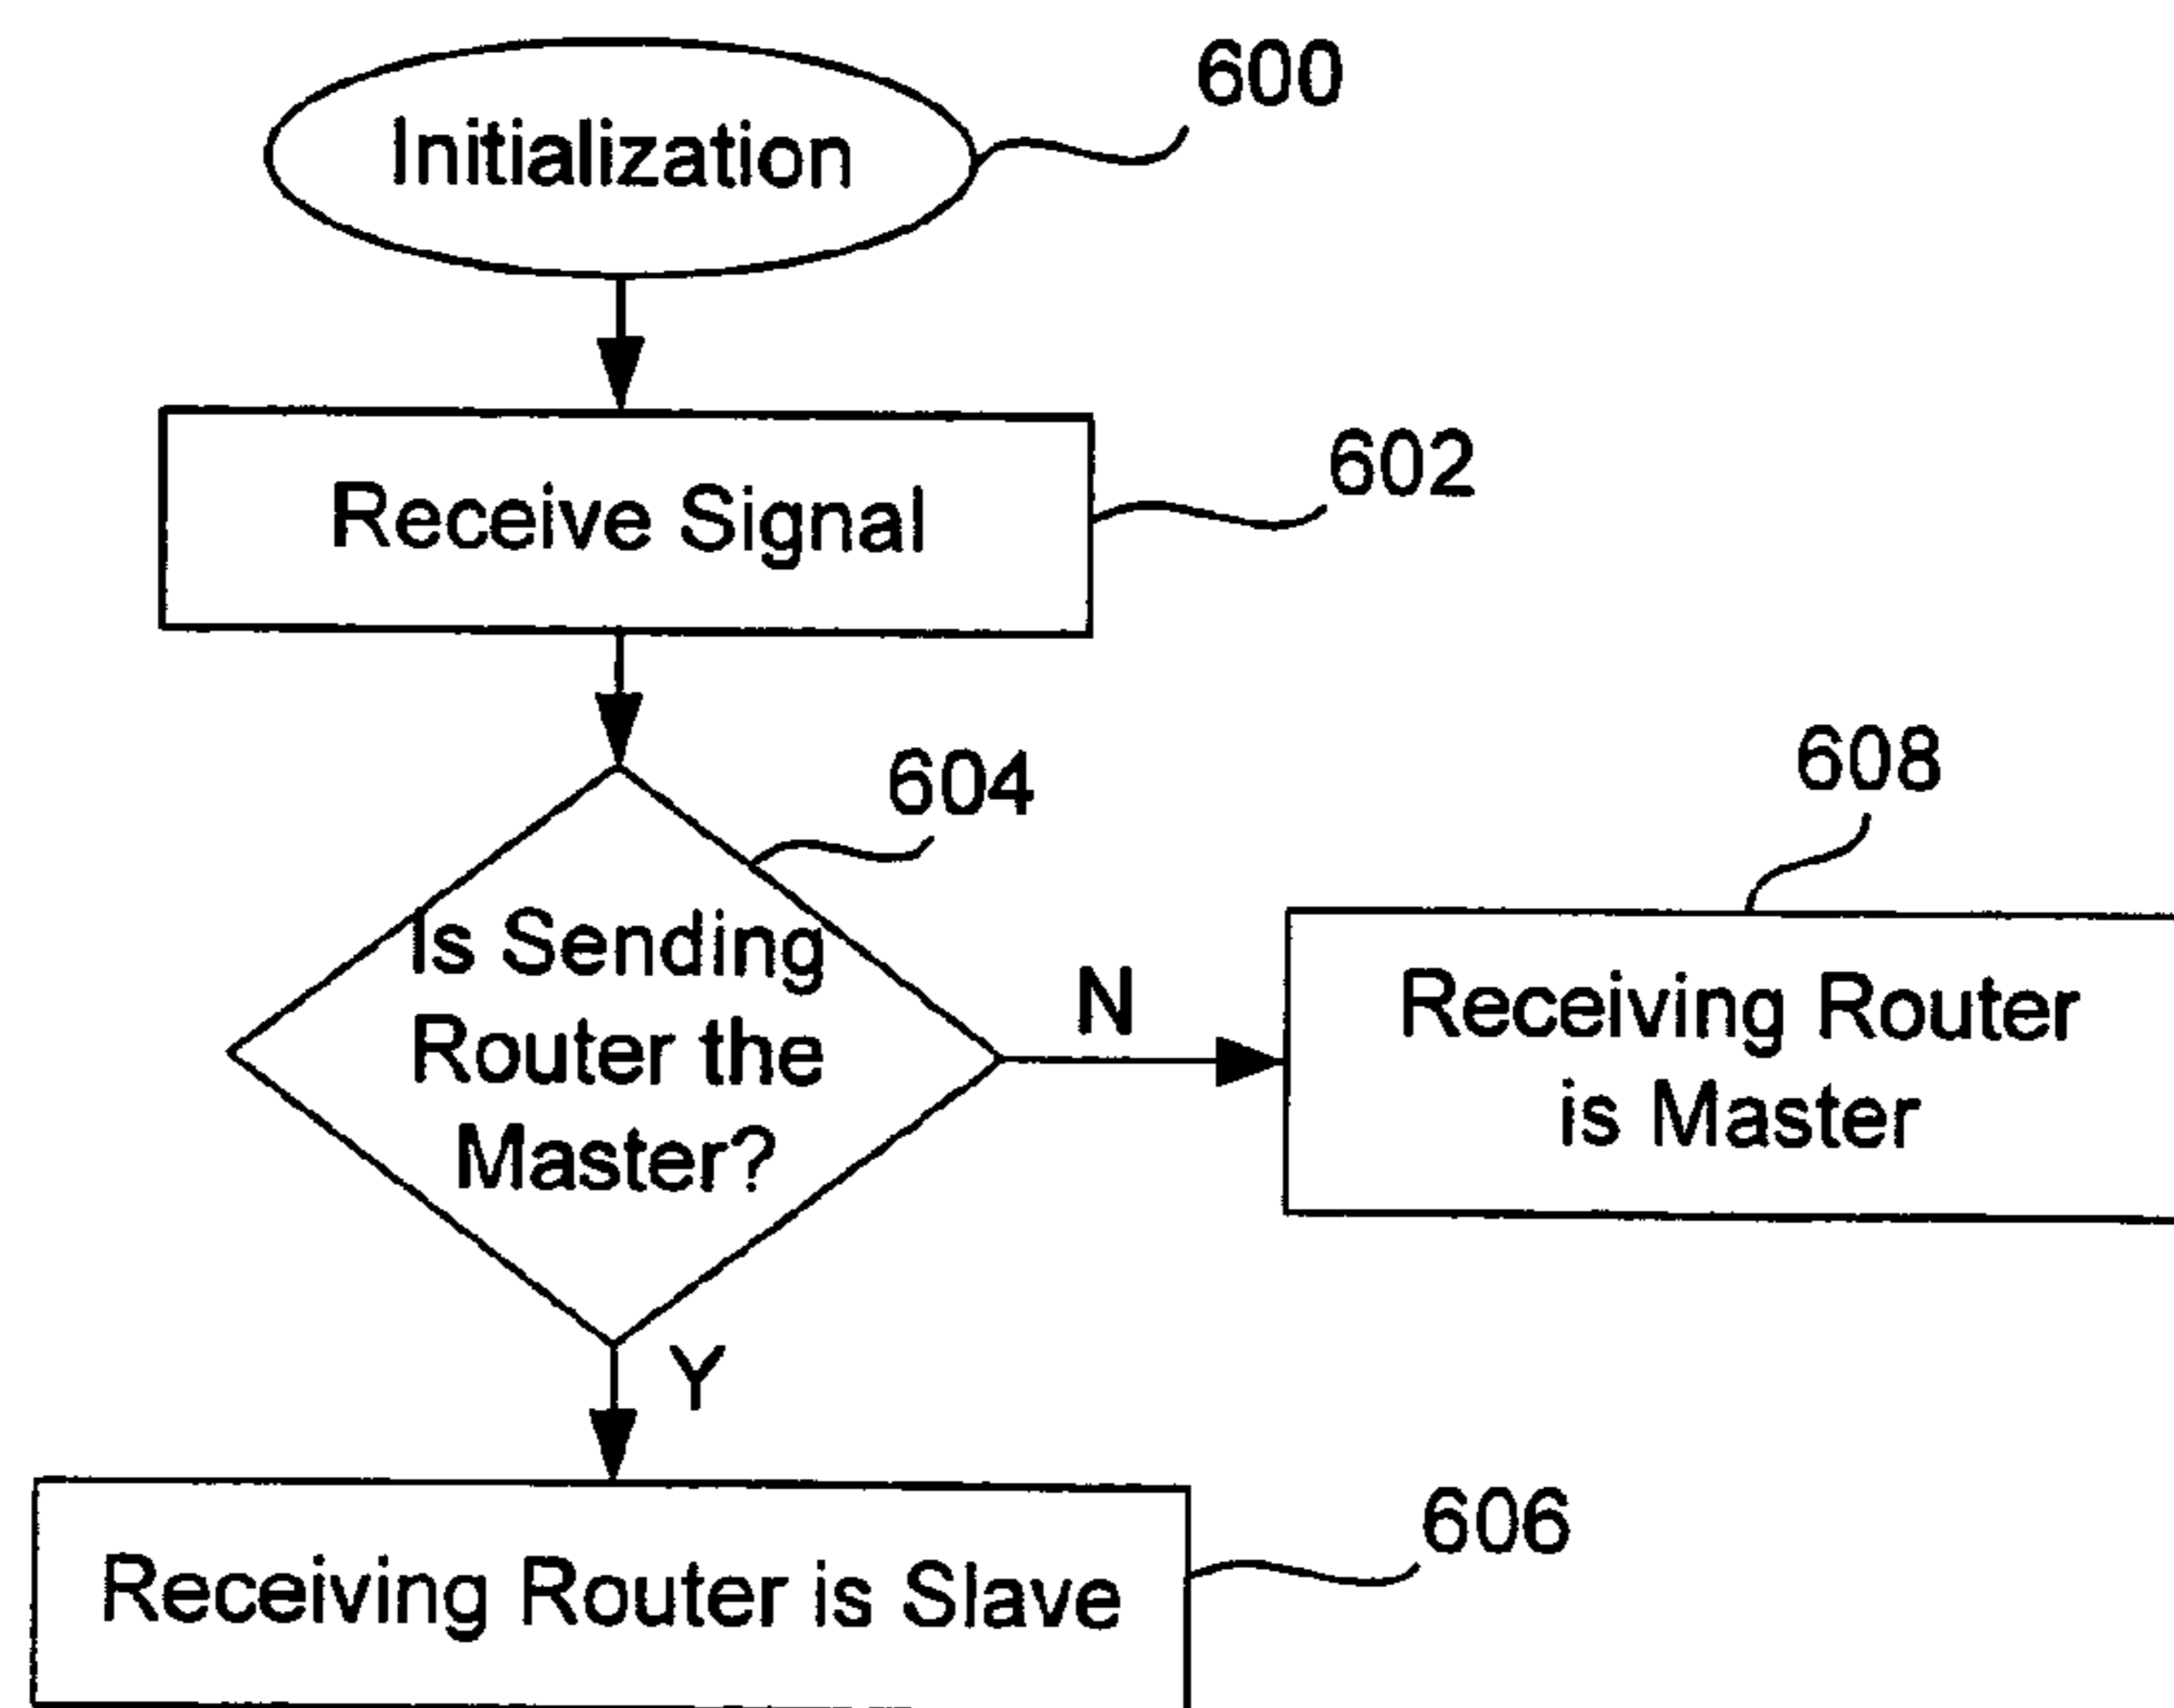 Initialization
600
Receive Signal
602
604
Is Sending
Router the
Master?
N
608
Receiving Router
is Master
Y
Receiving Router is Slave
606